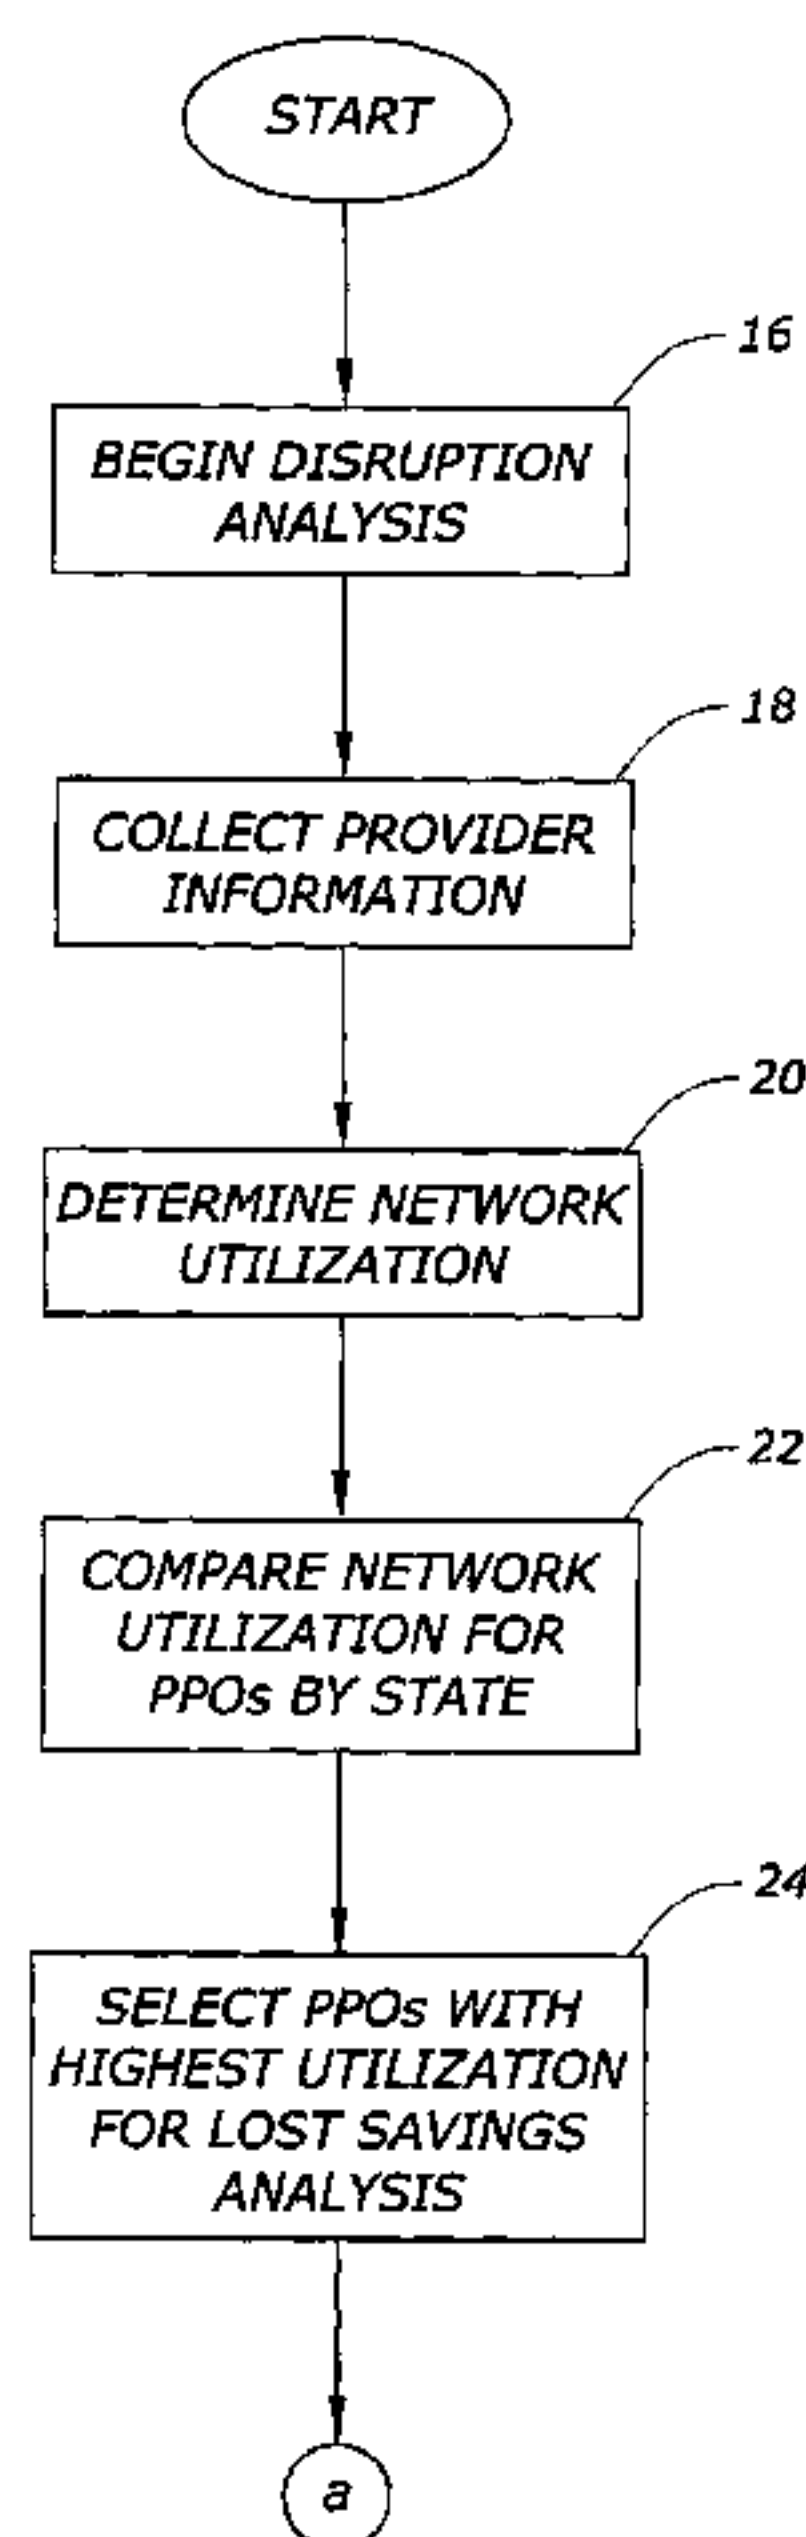 START
16
BEGIN DISRUPTION
ANALYSIS
18
COLLECT PROVIDER
INFORMATION
20
DETERMINE NETWORK
UTILIZATION
22
COMPARE NETWORK
UTILIZATION FOR
PPOs BY STATE
24
SELECT PPOs WITH
HIGHEST UTILIZATION
FOR LOST SAVINGS
ANALYSIS
a